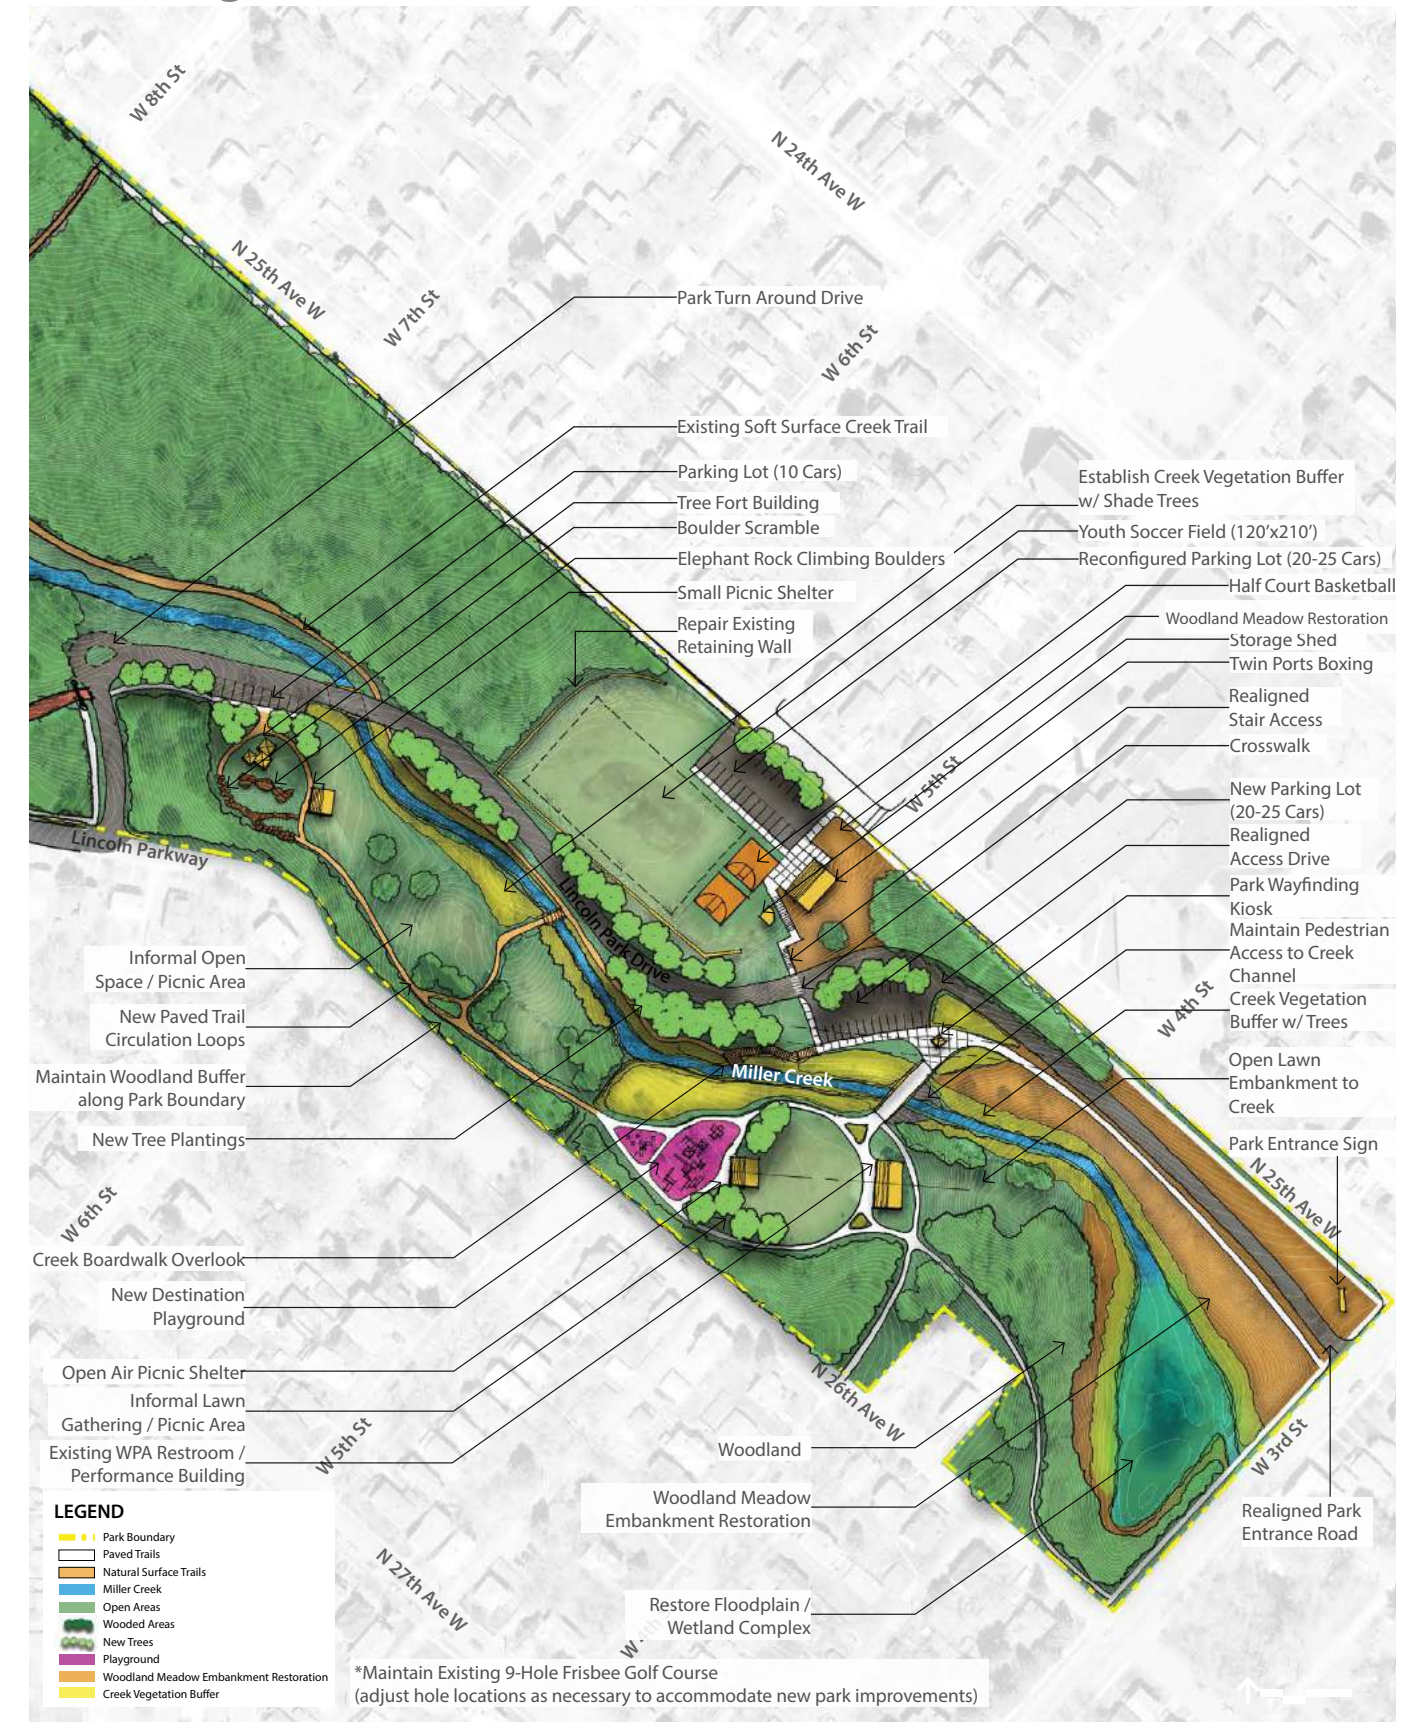 W 8th St
N 24th Ave W
N 25th Ave W
W 7th St
W 6th St
Park Turn Around Drive
Existing Soft Surface Creek Trail
Parking Lot (10 Cars)
Tree Fort Building
Boulder Scramble
Elephant Rock Climbing Boulders
Small Picnic Shelter
Repair Existing
Retaining Wall
Establish Creek Vegetation Buffer
w/ Shade Trees
Youth Soccer Field (120’x210’)
Reconfigured Parking Lot (20-25 Cars)
Half Court Basketball
Woodland Meadow Restoration
Storage Shed
Twin Ports Boxing
Realigned
Stair Access
Crosswalk
W 5th St
New Parking Lot
(20-25 Cars)
Realigned
Access Drive
Park Wayfinding
Kiosk
Maintain Pedestrian
Access to Creek
Channel
W 4th St
Creek Vegetation
Buffer w/ Trees
Open Lawn
Embankment to
Creek
Park Entrance Sign
N 25th Ave W
Lincoln Parkway
Lincoln Park Drive
Miller Creek
Informal Open
Space / Picnic Area
New Paved Trail
Circulation Loops
Maintain Woodland Buffer
along Park Boundary
New Tree Plantings
W 6th St
Creek Boardwalk Overlook
New Destination
Playground
Open Air Picnic Shelter
Informal Lawn
Gathering / Picnic Area
Existing WPA Restroom /
Performance Building
W 5th St
N 26th Ave W
Woodland
Woodland Meadow
Embankment Restoration
W 3rd St
Realigned Park
Entrance Road
Restore Floodplain /
Wetland Complex
N 27th Ave W
LEGEND
Park Boundary
Paved Trails
Natural Surface Trails
Miller Creek
Open Areas
Wooded Areas
New Trees
Playground
Woodland Meadow Embankment Restoration
Creek Vegetation Buffer
*Maintain Existing 9-Hole Frisbee Golf Course
(adjust hole locations as necessary to accommodate new park improvements)